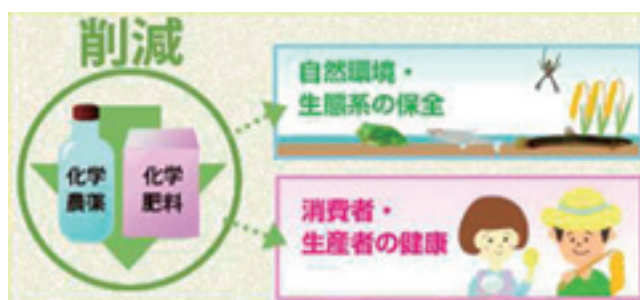 削減
化学
農薬
化学
肥料
自然環境・
生態系の保全
消費者・
生産者の健康